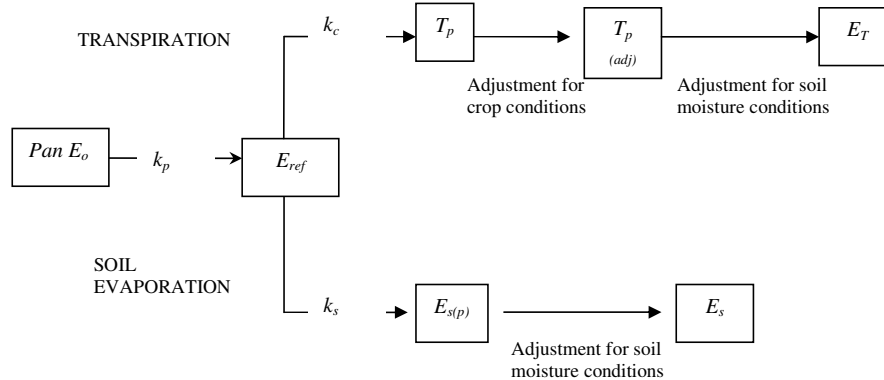 TRANSPIRATION
k_c
T_p
T_p
(adj)
E_T
Adjustment for
crop conditions
Adjustment for soil
moisture conditions
Pan E_o
k_p
E_ref
SOIL
EVAPORATION
k_s
E_s(p)
E_s
Adjustment for soil
moisture conditions